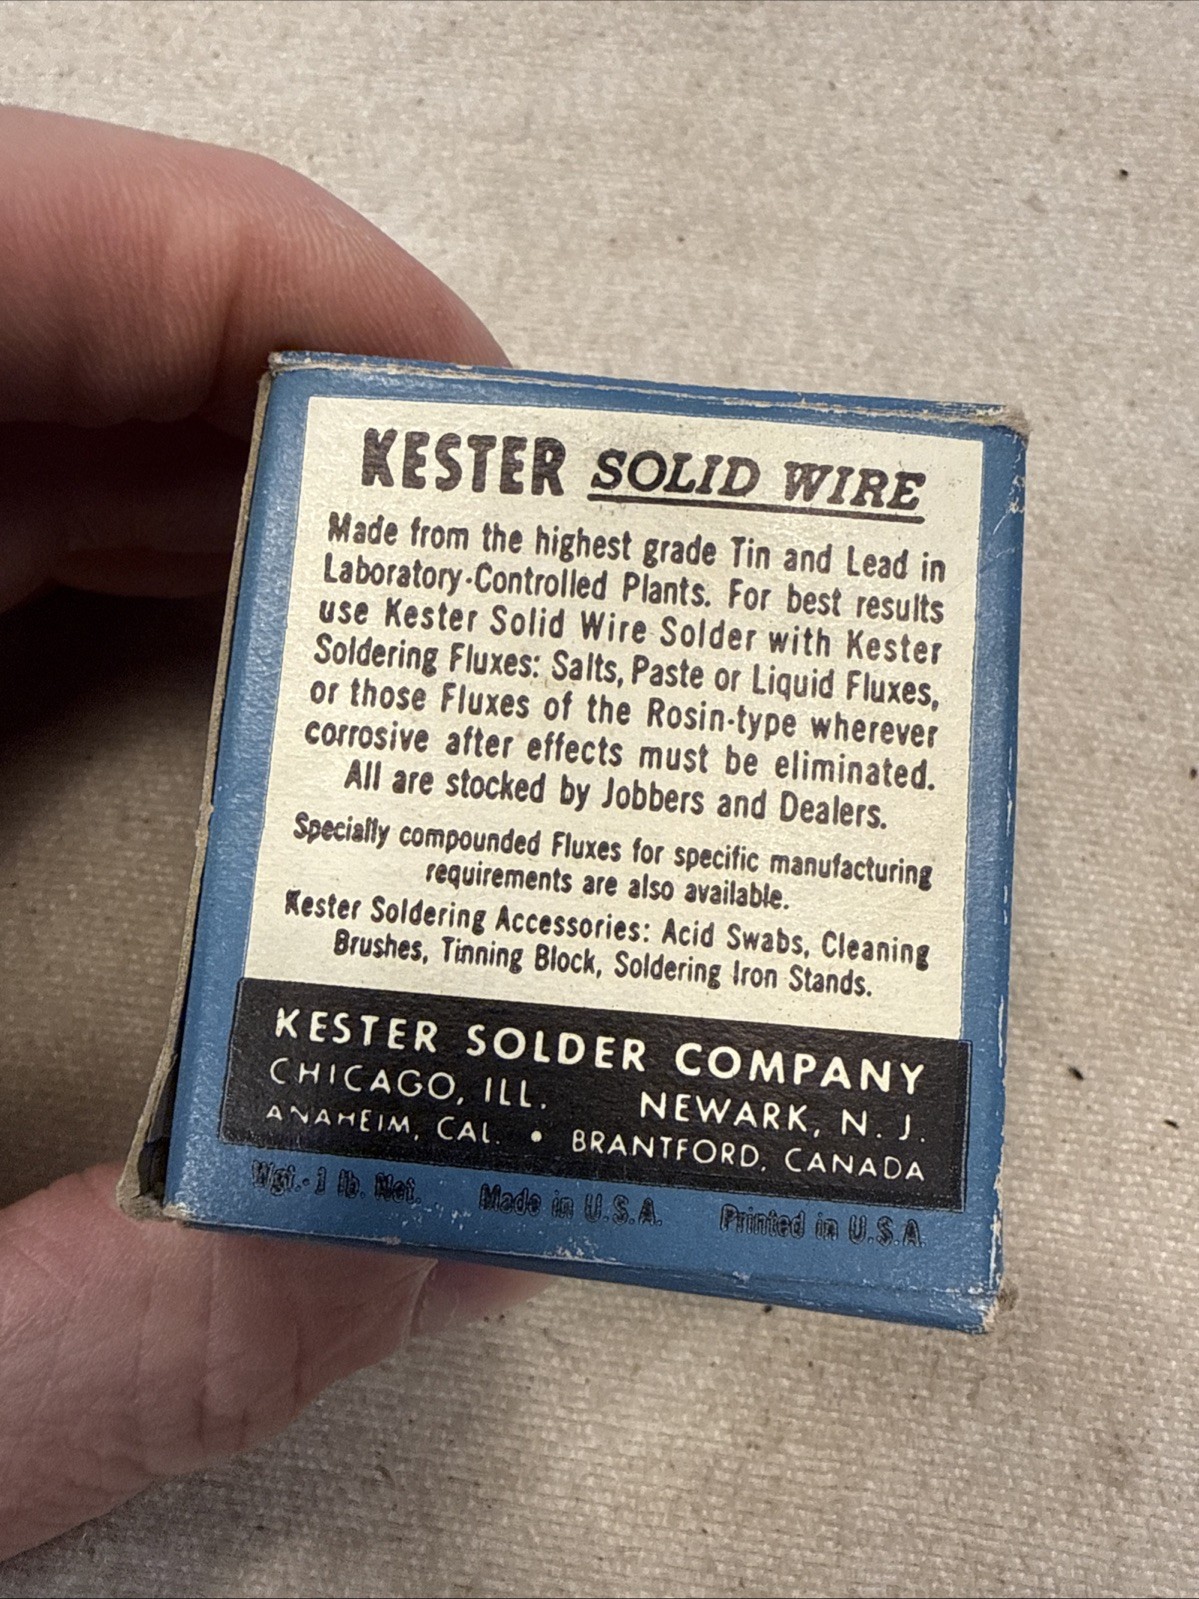 KESTER SOLID WIRE
Made from the highest grade Tin and Lead in
Laboratory-Controlled Plants. For best results
use Kester Solid Wire Solder with Kester
Soldering Fluxes: Salts, Paste or Liquid Fluxes,
or those Fluxes of the Rosin-type wherever
corrosive after effects must be eliminated.
All are stocked by Jobbers and Dealers.
Specially compounded Fluxes for specific manufacturing
requirements are also available.
Kester Soldering Accessories: Acid Swabs, Cleaning
Brushes, Tinning Block, Soldering Iron Stands.
KESTER SOLDER COMPANY
CHICAGO, ILL. NEWARK, N. J.
ANAHEIM, CAL. • BRANTFORD, CANADA
Wgt.- 1 lb. Net. Made in U.S.A. Printed in U.S.A.